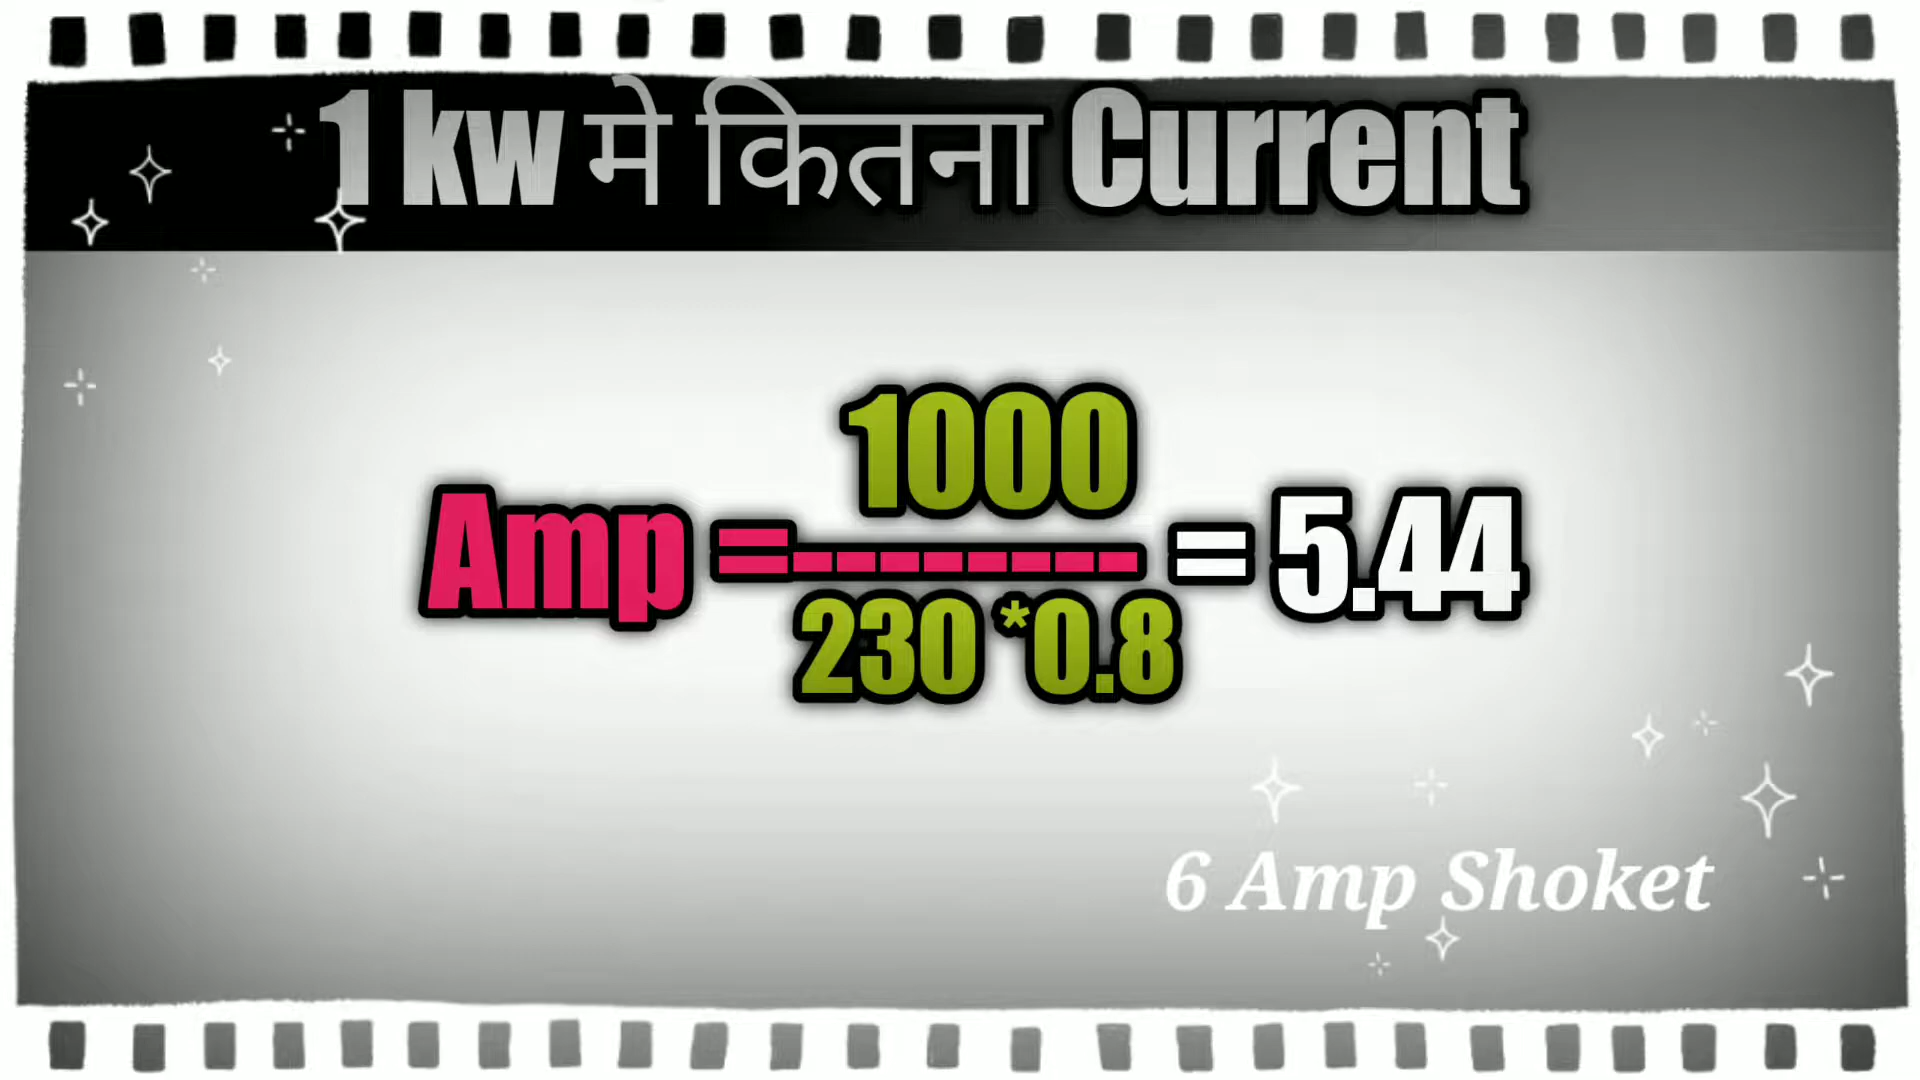 1 kw मे कितना Current
1000
Amp =-------- = 5.44
230 *0.8
6 Amp Shoket